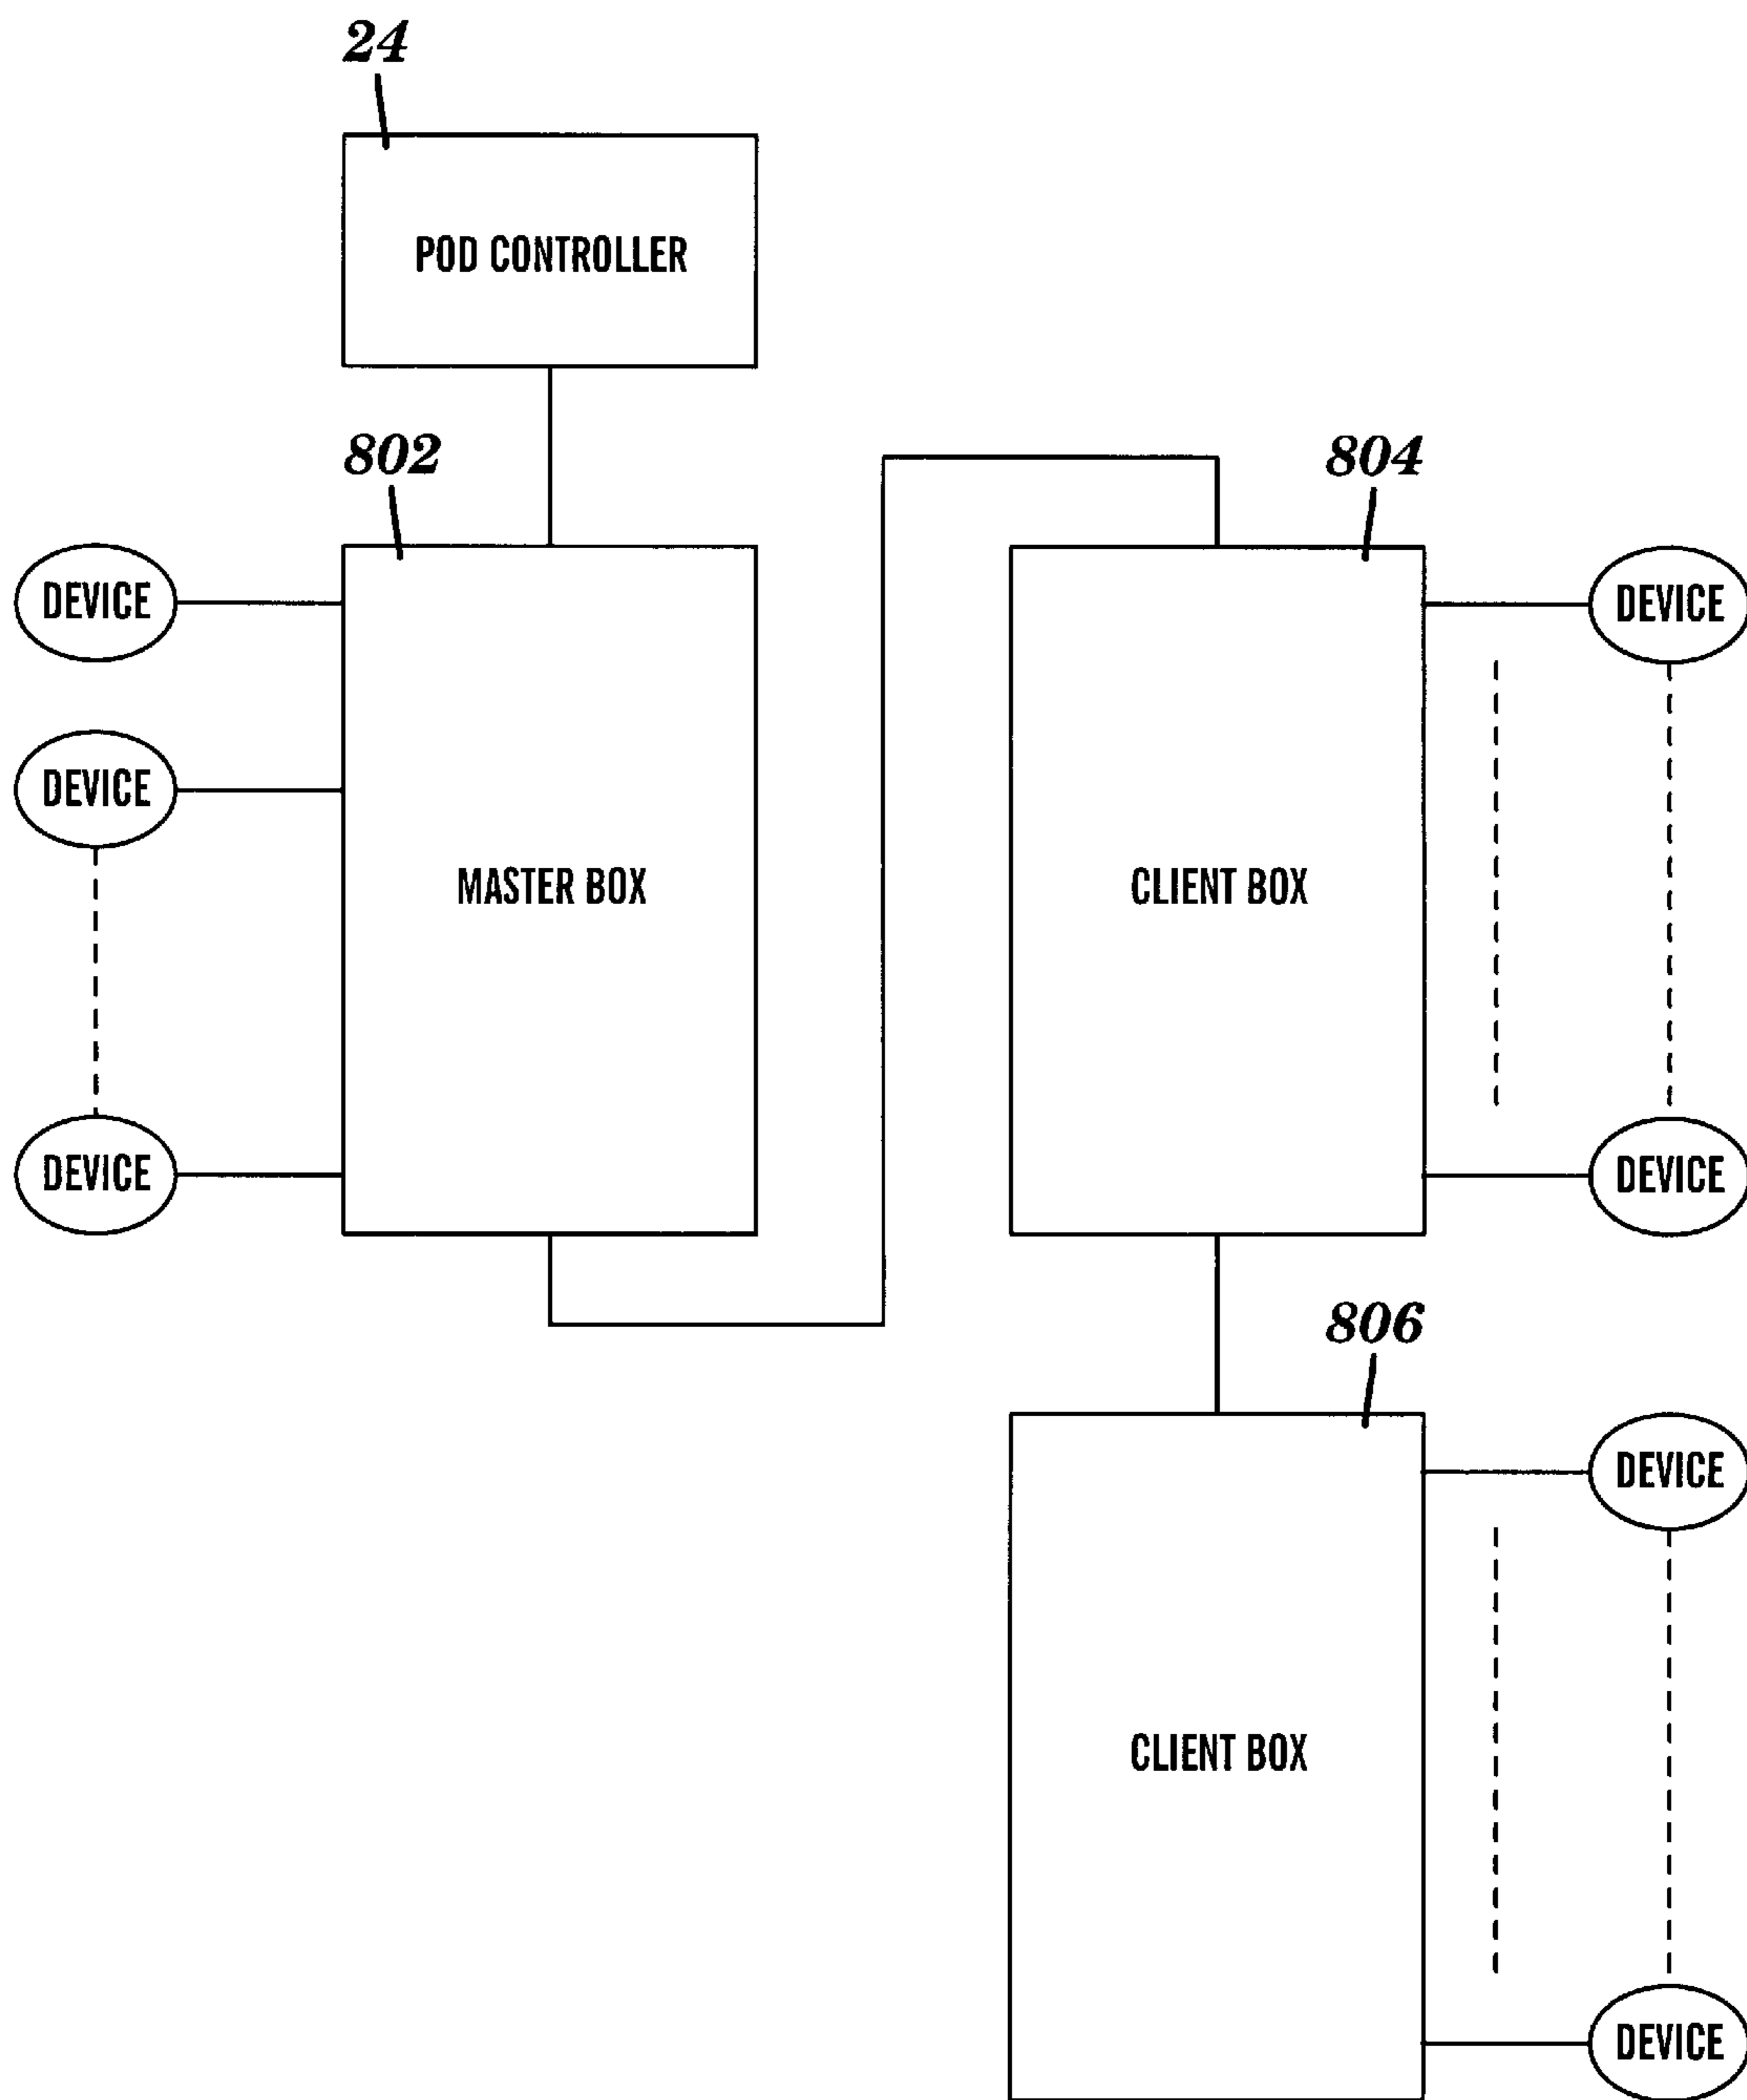 24
POD CONTROLLER
802
804
DEVICE
DEVICE
DEVICE
MASTER BOX
CLIENT BOX
DEVICE
DEVICE
806
DEVICE
CLIENT BOX
DEVICE